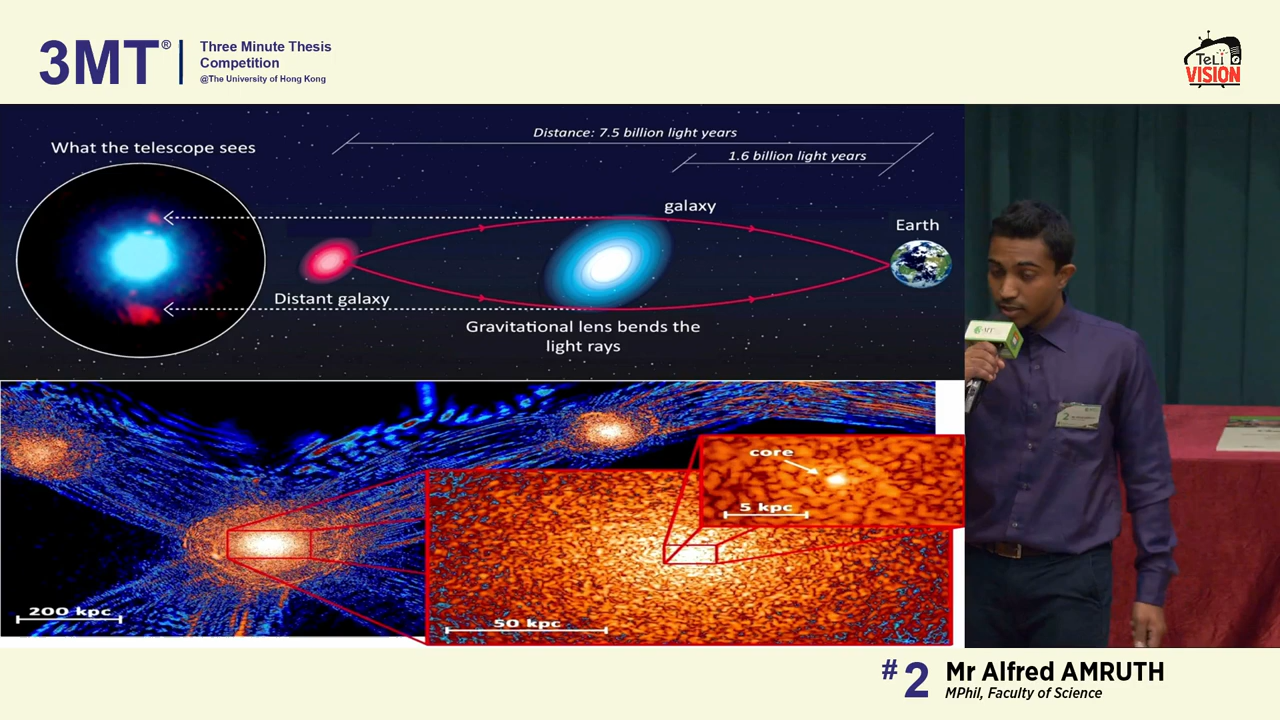 3MT®
Three Minute Thesis
Competition
@The University of Hong Kong
TeLi
VISION
What the telescope sees
Distance: 7.5 billion light years
1.6 billion light years
galaxy
Earth
Distant galaxy
Gravitational lens bends the
light rays
core
5 kpc
200 kpc
50 kpc
3MT
2
#2
Mr Alfred AMRUTH
MPhil, Faculty of Science